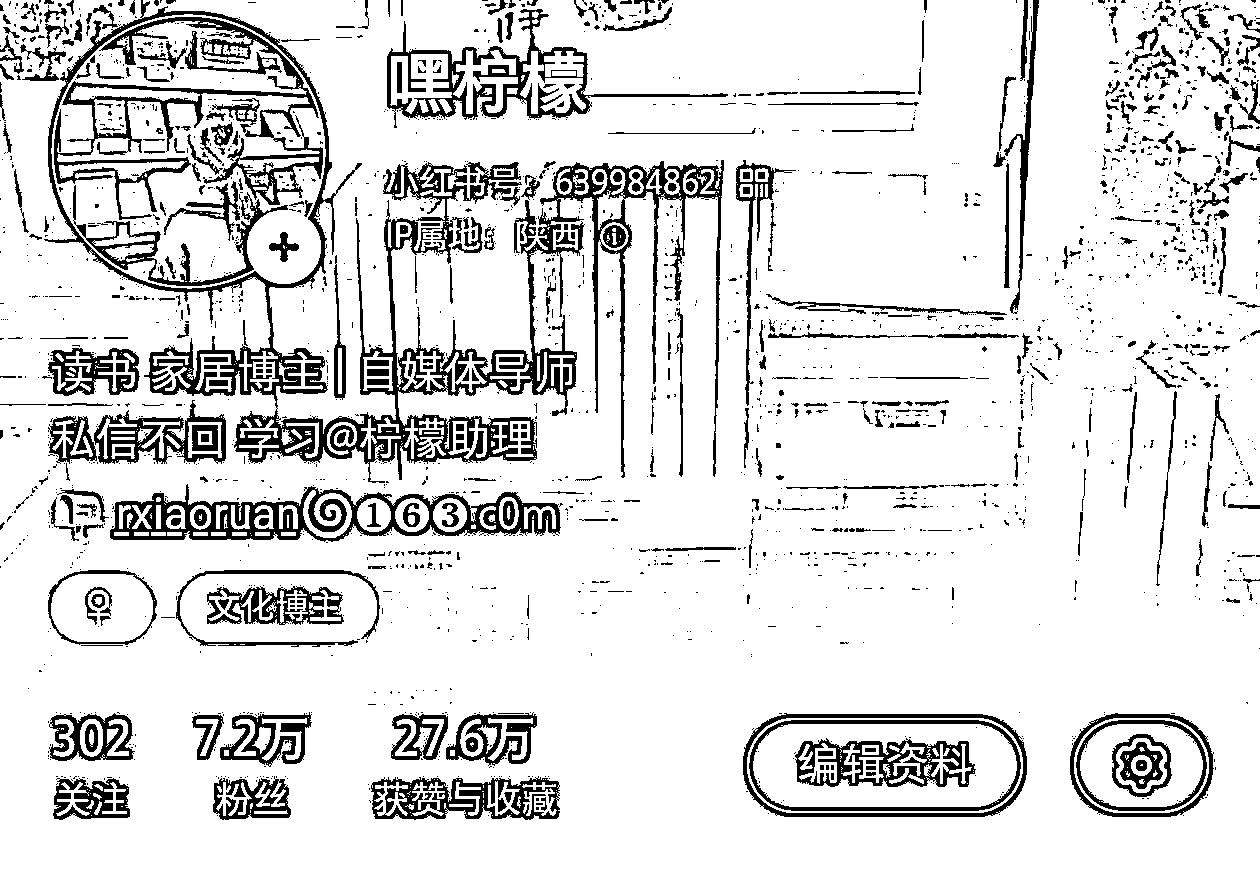 静
嘿柠檬
小红书号：639984862
IP属地：陕西
读书 家居博主 | 自媒体导师
私信不回 学习@柠檬助理
📪 rxiaoruan🌀❶❻❸.c0m
♀ 文化博主
302 7.2万 27.6万
关注 粉丝 获赞与收藏
编辑资料